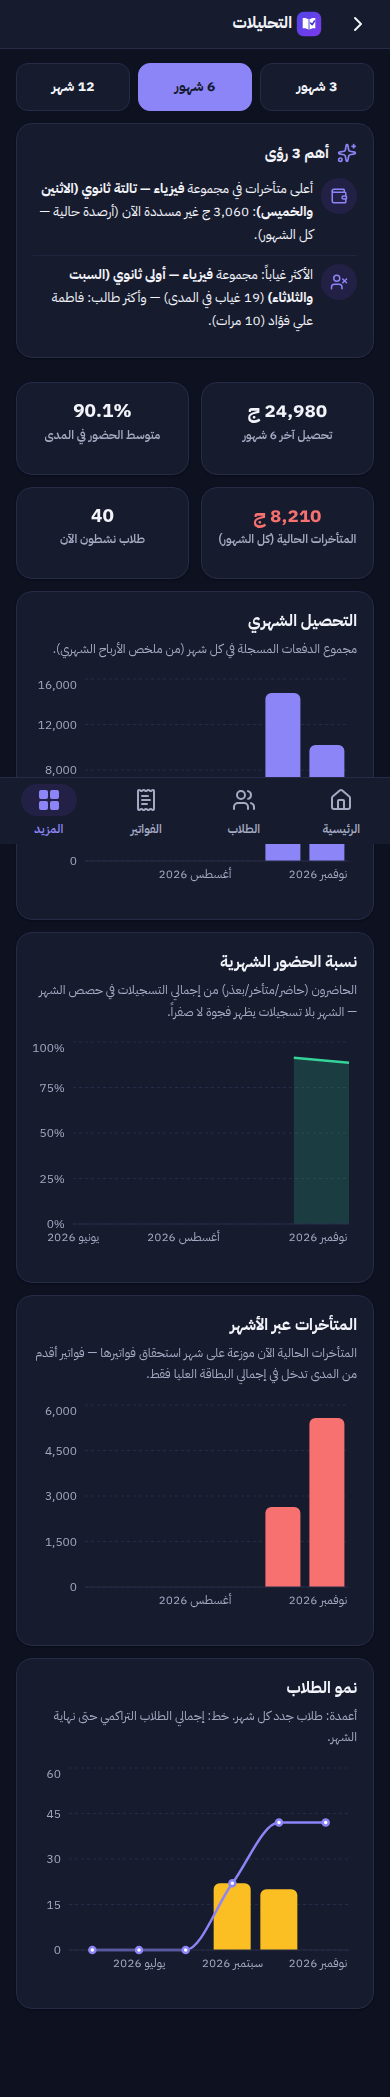 التحليلات
3 شهور
6 شهور
12 شهر
أهم 3 رؤى
أعلى متأخرات في مجموعة فيزياء — تالتة ثانوي (الاثنين
والخميس): 3,060 ج غير مسددة الآن (أرصدة حالية —
كل الشهور).
الأكثر غياباً: مجموعة فيزياء — أولى ثانوي (السبت
والثلاثاء) (19 غياب في المدى) — وأكثر طالب: فاطمة
علي فؤاد (10 مرات).
24,980 ج
تحصيل آخر 6 شهور
90.1%
متوسط الحضور في المدى
8,210 ج
المتأخرات الحالية (كل الشهور)
40
طلاب نشطون الآن
التحصيل الشهري
مجموع الدفعات المسجلة في كل شهر (من ملخص الأرباح الشهري).
16,000
12,000
8,000
الرئيسية
الطلاب
الفواتير
المزيد
0
نوفمبر 2026
أغسطس 2026
نسبة الحضور الشهرية
الحاضرون (حاضر/متأخر/بعذر) من إجمالي التسجيلات في حصص الشهر
— الشهر بلا تسجيلات يظهر فجوة لا صفراً.
100%
75%
50%
25%
0%
نوفمبر 2026
أغسطس 2026
يونيو 2026
المتأخرات عبر الأشهر
المتأخرات الحالية الآن موزعة على شهر استحقاق فواتيرها — فواتير أقدم
من المدى تدخل في إجمالي البطاقة العليا فقط.
6,000
4,500
3,000
1,500
0
نوفمبر 2026
أغسطس 2026
نمو الطلاب
أعمدة: طلاب جدد كل شهر. خط: إجمالي الطلاب التراكمي حتى نهاية
الشهر.
60
45
30
15
0
نوفمبر 2026
سبتمبر 2026
يوليو 2026